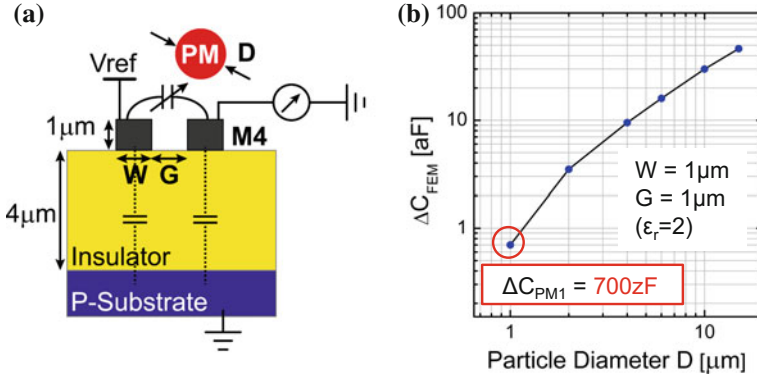 (a)
PM
D
Vref
1µm
M4
W G
4µm
Insulator
P-Substrate
(b)
100
10
1
ΔC_FEM [aF]
W = 1µm
G = 1µm
(ε_r=2)
ΔC_PM1 = 700zF
1
10
Particle Diameter D [µm]